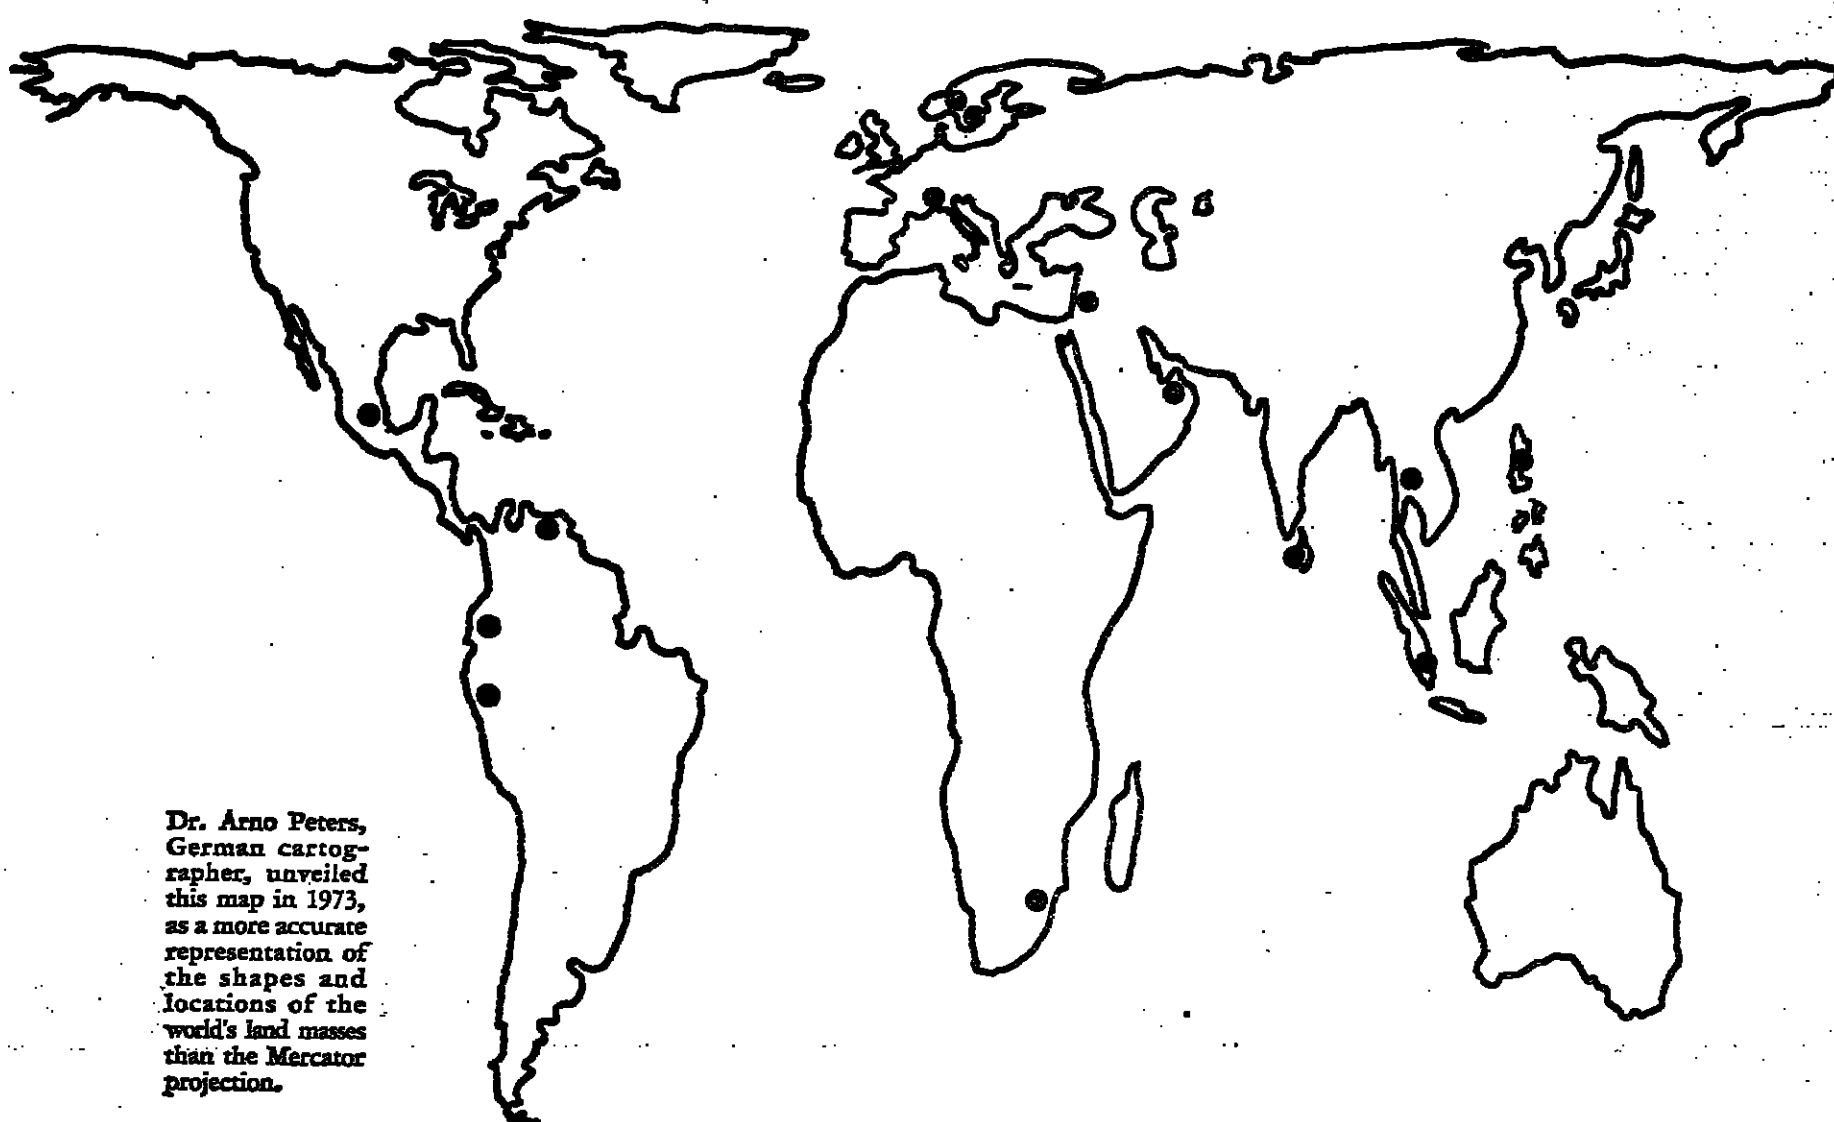 Dr. Arno Peters,
German cartog-
rapher, unveiled
this map in 1973,
as a more accurate
representation of
the shapes and
locations of the
world's land masses
than the Mercator
projection.